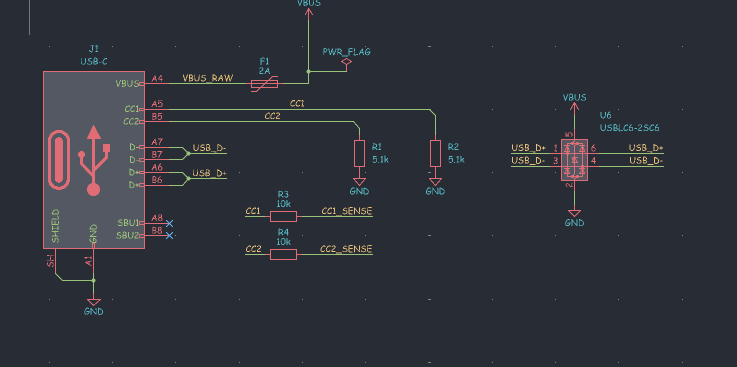 VBUS
J1
USB-C
F1
2A
PWR_FLAG
VBUS
A4
VBUS_RAW
CC1
A5
CC1
CC2
B5
CC2
D-
A7
USB_D-
D-
B7
D+
A6
USB_D+
D+
B6
R1
5.1k
R2
5.1k
GND
GND
SBU1
A8
SBU2
B8
SHIELD
GND
SH
A1
GND
R3
10k
CC1
CC1_SENSE
R4
10k
CC2
CC2_SENSE
VBUS
U6
USBLC6-2SC6
5
USB_D+
1
6
USB_D+
USB_D-
3
4
USB_D-
2
GND